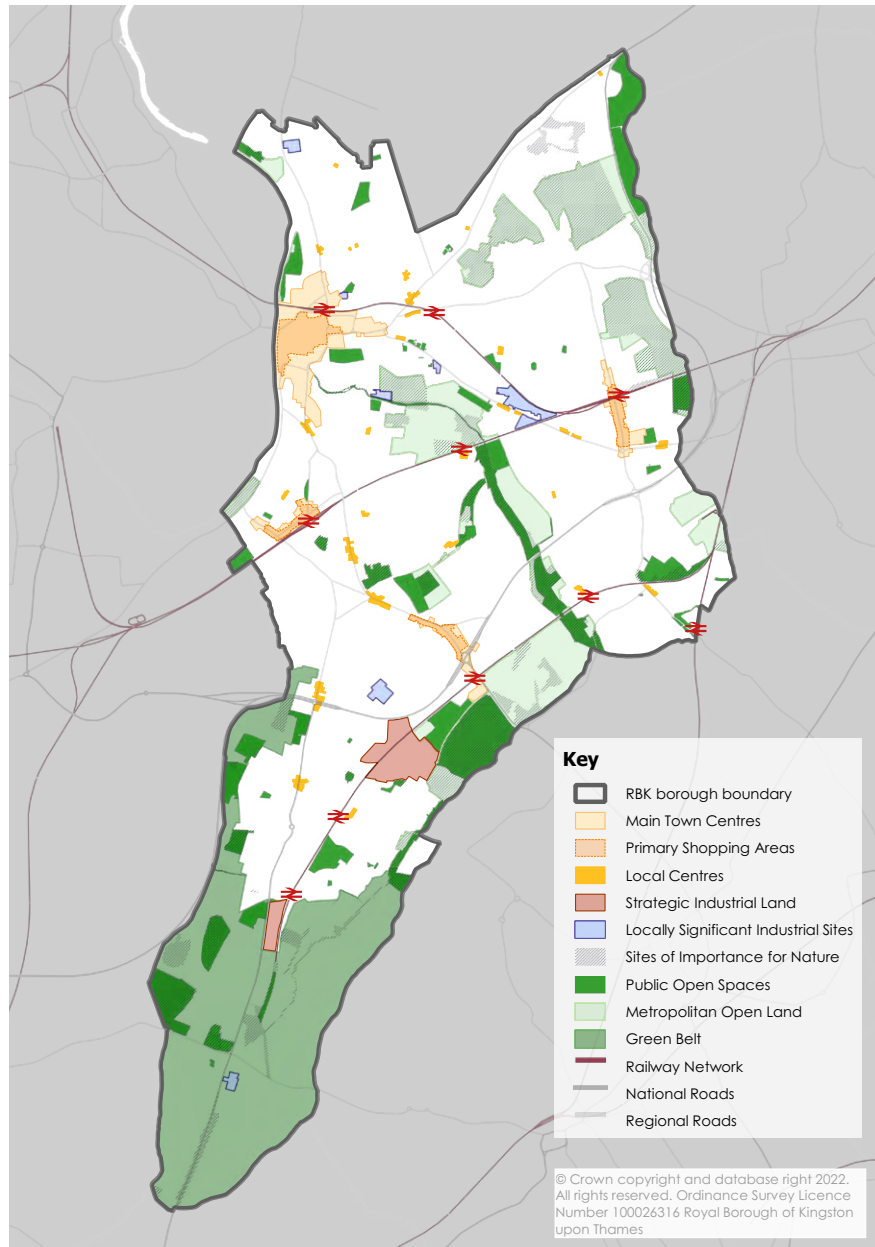 Key
RBK borough boundary
Main Town Centres
Primary Shopping Areas
Local Centres
Strategic Industrial Land
Locally Significant Industrial Sites
Sites of Importance for Nature
Public Open Spaces
Metropolitan Open Land
Green Belt
Railway Network
National Roads
Regional Roads
© Crown copyright and database right 2022.
All rights reserved. Ordinance Survey Licence
Number 100026316 Royal Borough of Kingston
upon Thames